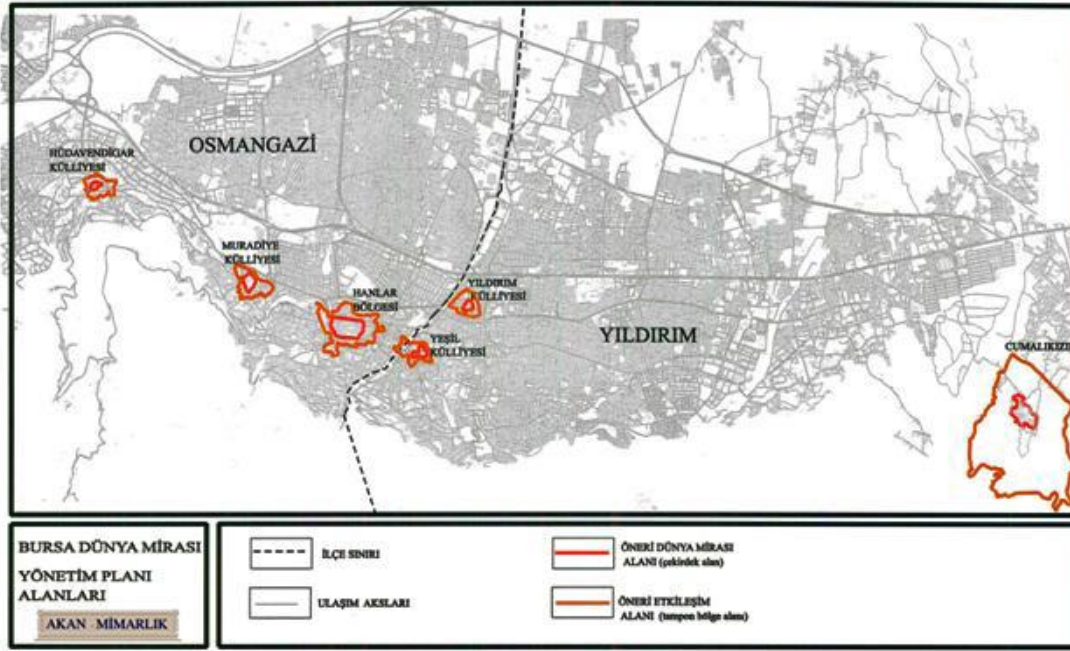 OSMANGAZİ
HÜDAVENDİGAR
KÜLLİYESİ
MURADİYE
KÜLLİYESİ
HANLAR
BÖLGESİ
YILDIRIM
KÜLLİYESİ
YEŞİL
KÜLLİYESİ
YILDIRIM
CUMALIKIZI
BURSA DÜNYA MİRASI
YÖNETİM PLANI
ALANLARI
AKAN MİMARLIK
İLÇE SINIRI
ULAŞIM AKSLARI
ÖNERİ DÜNYA MİRASI
ALANI (çekirdek alan)
ÖNERİ ETKİLEŞİM
ALANI (tampon bölge alanı)